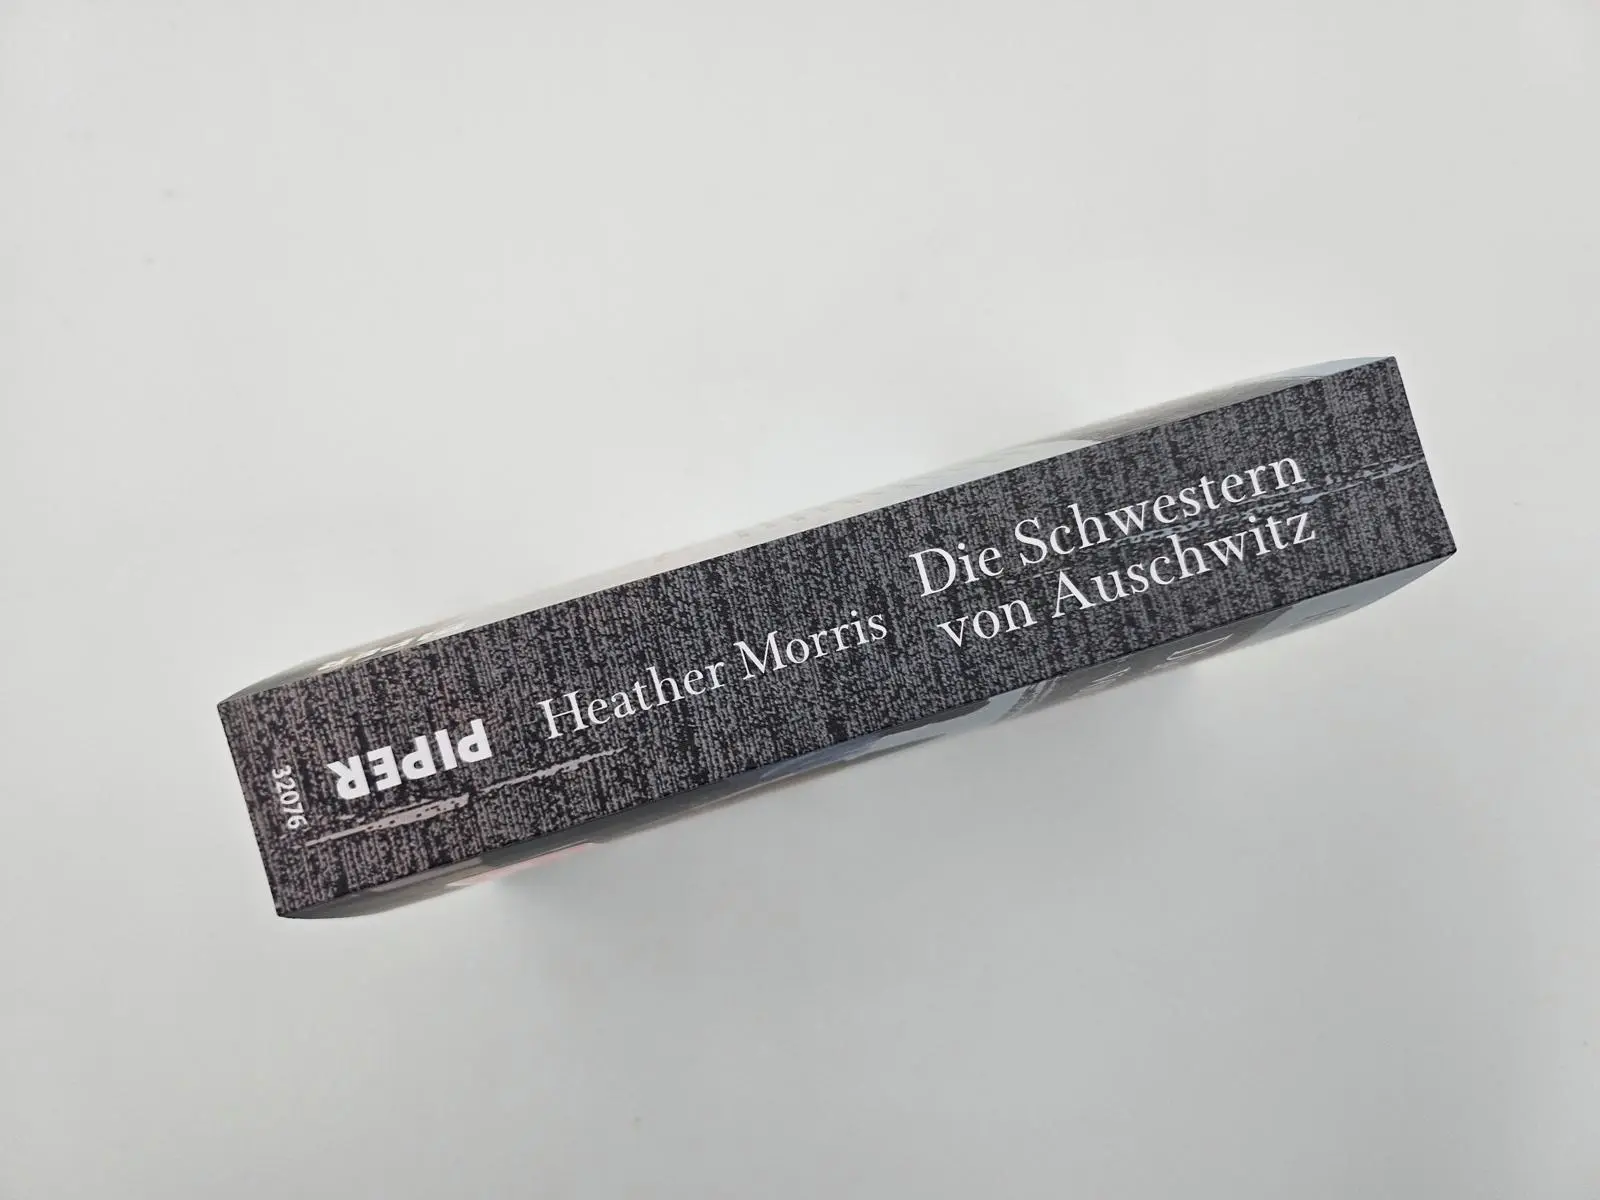 Heather Morris
Die Schwestern
von Auschwitz
PIPER
32076